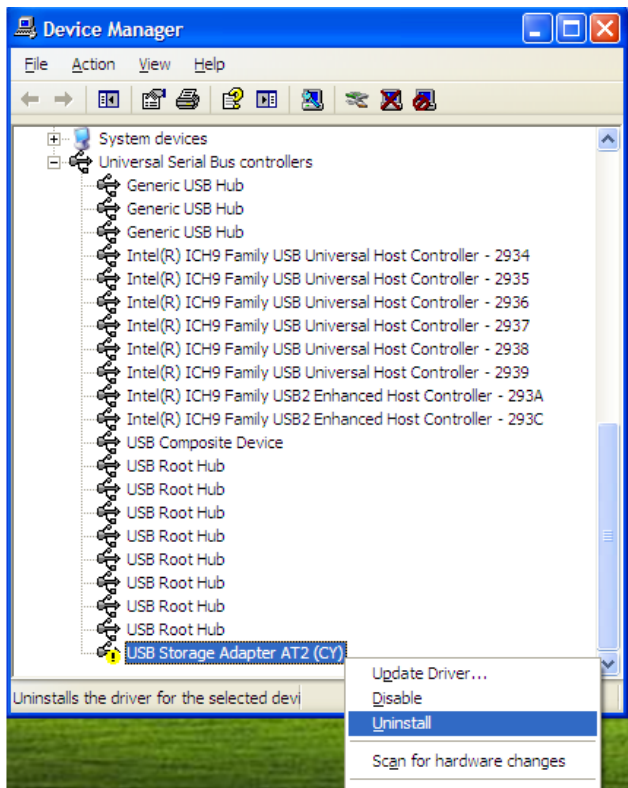 Device Manager
File Action View Help
System devices
Universal Serial Bus controllers
Generic USB Hub
Generic USB Hub
Generic USB Hub
Intel(R) ICH9 Family USB Universal Host Controller - 2934
Intel(R) ICH9 Family USB Universal Host Controller - 2935
Intel(R) ICH9 Family USB Universal Host Controller - 2936
Intel(R) ICH9 Family USB Universal Host Controller - 2937
Intel(R) ICH9 Family USB Universal Host Controller - 2938
Intel(R) ICH9 Family USB Universal Host Controller - 2939
Intel(R) ICH9 Family USB2 Enhanced Host Controller - 293A
Intel(R) ICH9 Family USB2 Enhanced Host Controller - 293C
USB Composite Device
USB Root Hub
USB Root Hub
USB Root Hub
USB Root Hub
USB Root Hub
USB Root Hub
USB Root Hub
USB Root Hub
USB Storage Adapter AT2 (CY)
Update Driver...
Disable
Uninstall
Scan for hardware changes
Uninstalls the driver for the selected devi